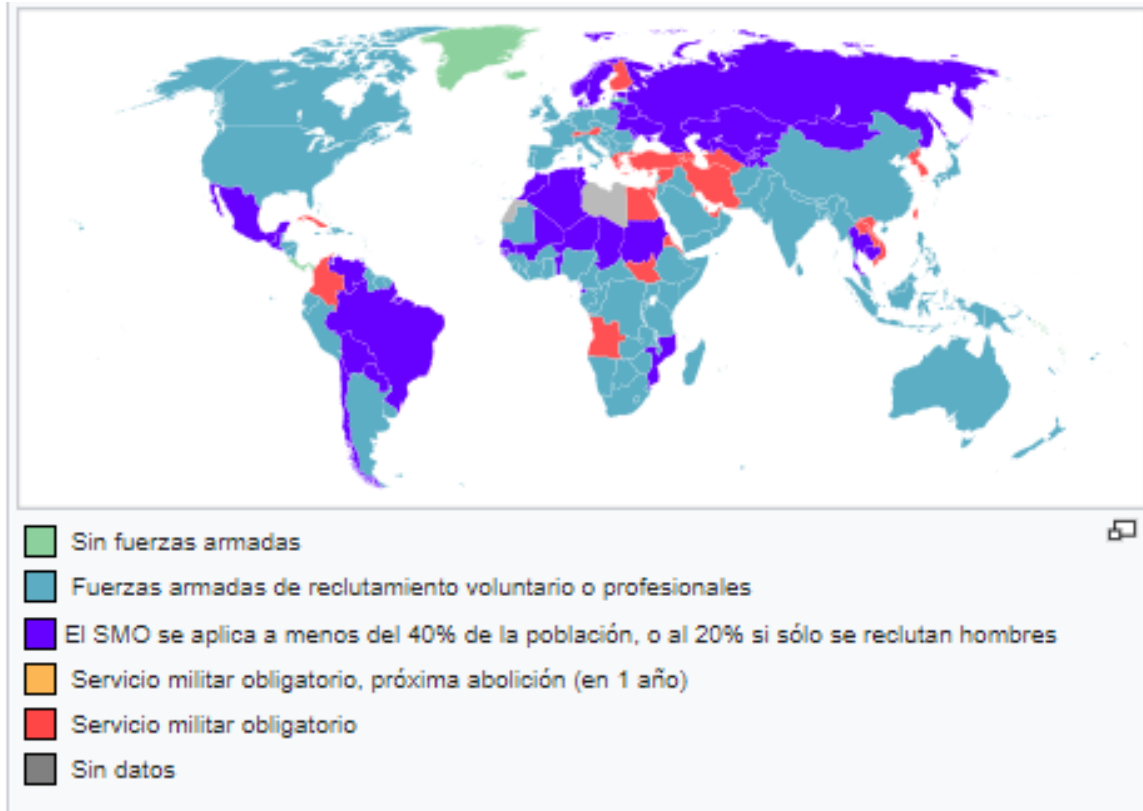 Sin fuerzas armadas
Fuerzas armadas de reclutamiento voluntario o profesionales
El SMO se aplica a menos del 40% de la población, o al 20% si sólo se reclutan hombres
Servicio militar obligatorio, próxima abolición (en 1 año)
Servicio militar obligatorio
Sin datos